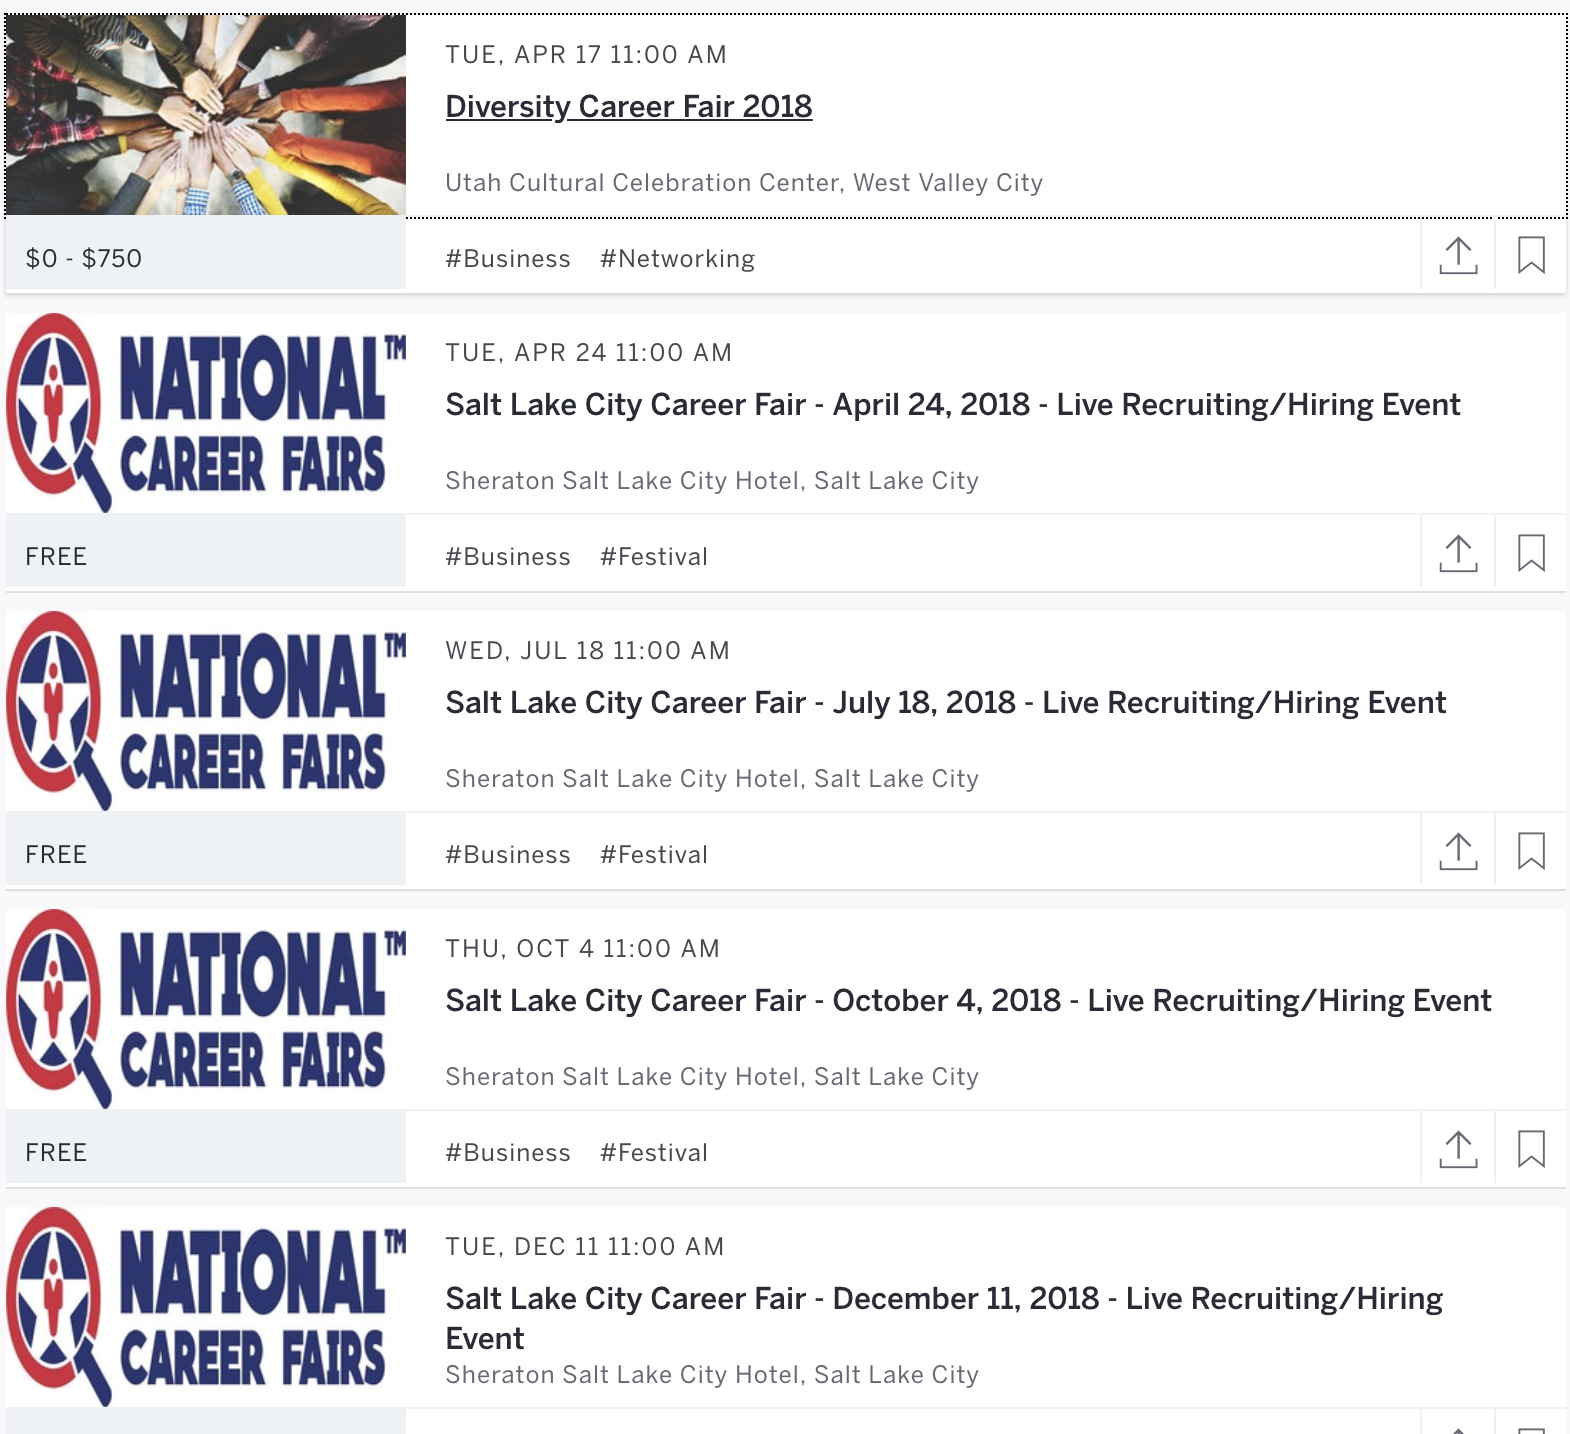 TUE, APR 17 11:00 AM
Diversity Career Fair 2018
Utah Cultural Celebration Center, West Valley City
$0 - $750
#Business #Networking
NATIONAL™
CAREER FAIRS
TUE, APR 24 11:00 AM
Salt Lake City Career Fair - April 24, 2018 - Live Recruiting/Hiring Event
Sheraton Salt Lake City Hotel, Salt Lake City
FREE
#Business #Festival
NATIONAL™
CAREER FAIRS
WED, JUL 18 11:00 AM
Salt Lake City Career Fair - July 18, 2018 - Live Recruiting/Hiring Event
Sheraton Salt Lake City Hotel, Salt Lake City
FREE
#Business #Festival
NATIONAL™
CAREER FAIRS
THU, OCT 4 11:00 AM
Salt Lake City Career Fair - October 4, 2018 - Live Recruiting/Hiring Event
Sheraton Salt Lake City Hotel, Salt Lake City
FREE
#Business #Festival
NATIONAL™
CAREER FAIRS
TUE, DEC 11 11:00 AM
Salt Lake City Career Fair - December 11, 2018 - Live Recruiting/Hiring
Event
Sheraton Salt Lake City Hotel, Salt Lake City